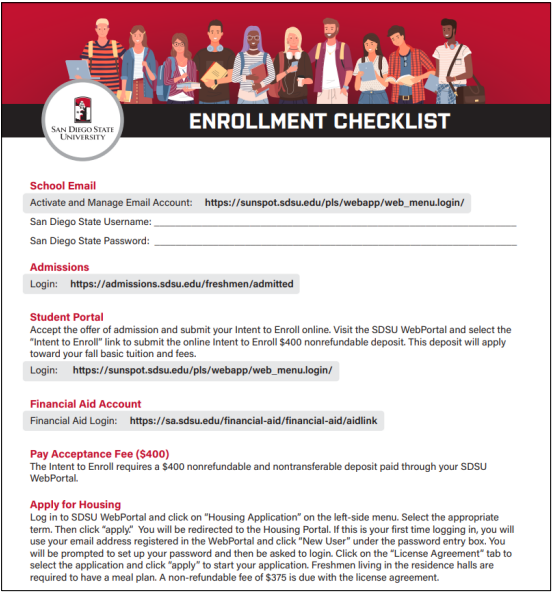 SAN DIEGO STATE
UNIVERSITY
ENROLLMENT CHECKLIST
School Email
Activate and Manage Email Account: https://sunspot.sdsu.edu/pls/webapp/web_menu.login/
San Diego State Username:
San Diego State Password:
Admissions
Login: https://admissions.sdsu.edu/freshmen/admitted
Student Portal
Accept the offer of admission and submit your Intent to Enroll online. Visit the SDSU WebPortal and select the
"Intent to Enroll" link to submit the online Intent to Enroll $400 nonrefundable deposit. This deposit will apply
toward your fall basic tuition and fees.
Login: https://sunspot.sdsu.edu/pls/webapp/web_menu.login/
Financial Aid Account
Financial Aid Login: https://sa.sdsu.edu/financial-aid/financial-aid/aidlink
Pay Acceptance Fee ($400)
The Intent to Enroll requires a $400 nonrefundable and nontransferable deposit paid through your SDSU
WebPortal.
Apply for Housing
Log in to SDSU WebPortal and click on "Housing Application" on the left-side menu. Select the appropriate
term. Then click "apply." You will be redirected to the Housing Portal. If this is your first time logging in, you will
use your email address registered in the WebPortal and click "New User" under the password entry box. You
will be prompted to set up your password and then be asked to login. Click on the "License Agreement" tab to
select the application and click "apply" to start your application. Freshmen living in the residence halls are
required to have a meal plan. A non-refundable fee of $375 is due with the license agreement.